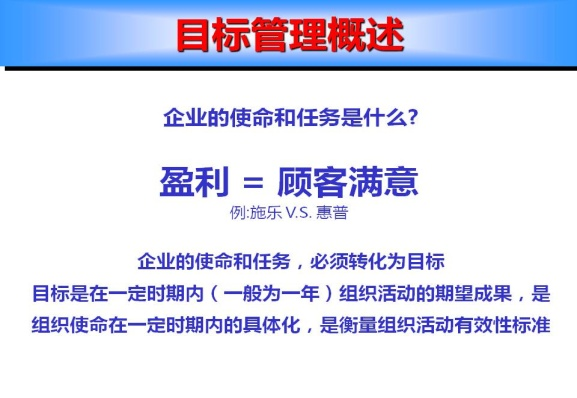 目标管理概述
企业的使命和任务是什么?
盈利 = 顾客满意
例:施乐 V.S. 惠普
企业的使命和任务，必须转化为目标
目标是在一定时期内（一般为一年）组织活动的期望成果，是
组织使命在一定时期内的具体化，是衡量组织活动有效性标准